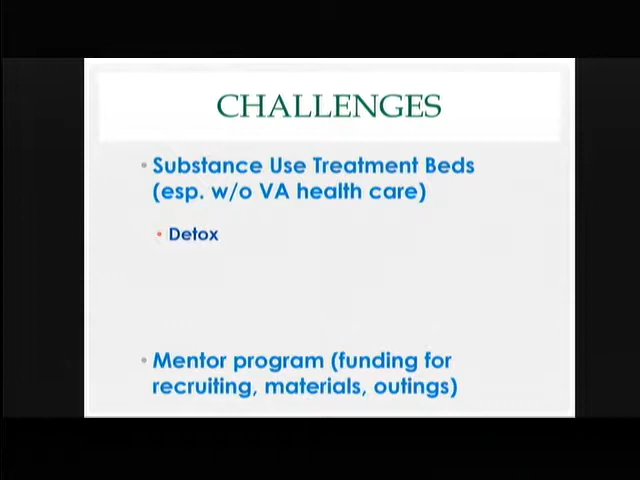 CHALLENGES
• Substance Use Treatment Beds
(esp. w/o VA health care)
• Detox
• Mentor program (funding for
recruiting, materials, outings)